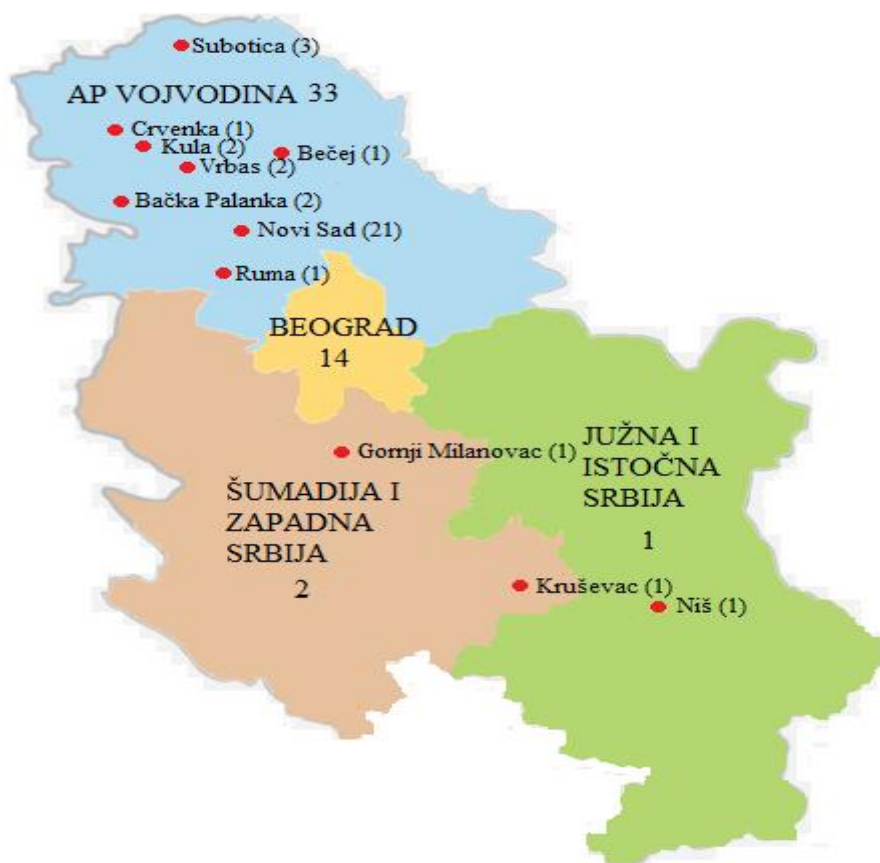 Subotica (3)
AP VOJVODINA 33
Crvenka (1)
Kula (2)
Bečej (1)
Vrbas (2)
Bačka Palanka (2)
Novi Sad (21)
Ruma (1)
BEOGRAD
14
Gornji Milanovac (1)
JUŽNA I
ISTOČNA
SRBIJA
1
ŠUMADIJA I
ZAPADNA
SRBIJA
2
Kruševac (1)
Niš (1)